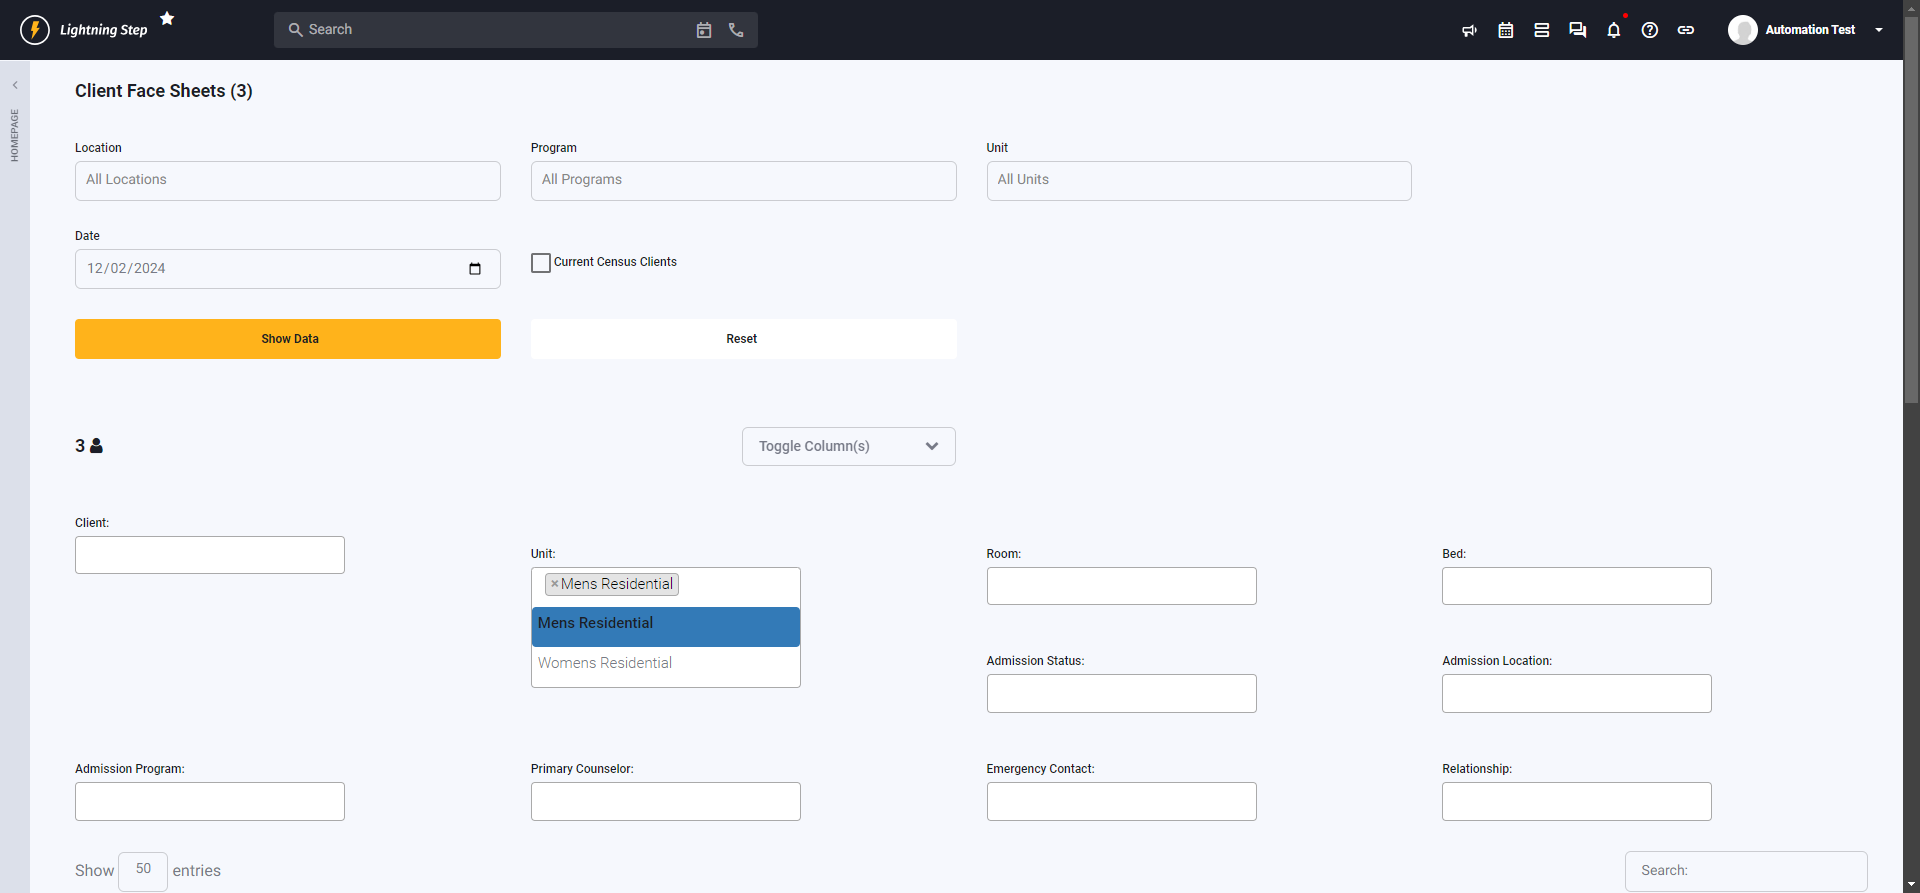 Lightning Step
Search
Automation Test
HOMEPAGE
Client Face Sheets (3)
Location
Program
Unit
All Locations
All Programs
All Units
Date
12/02/2024
Current Census Clients
Show Data
Reset
3
Toggle Column(s)
Client:
Unit:
Room:
Bed:
×Mens Residential
Mens Residential
Womens Residential
Admission Status:
Admission Location:
Admission Program:
Primary Counselor:
Emergency Contact:
Relationship:
Show 50 entries
Search: